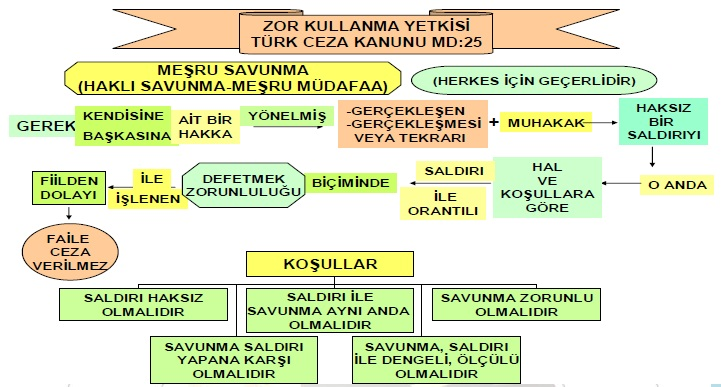 ZOR KULLANMA YETKİSİ
TÜRK CEZA KANUNU MD:25
MEŞRU SAVUNMA
(HAKLI SAVUNMA-MEŞRU MÜDAFAA)
(HERKES İÇİN GEÇERLİDİR)
GEREK
KENDİSİNE
BAŞKASINA
AİT BİR
HAKKA
YÖNELMİŞ
-GERÇEKLEŞEN
-GERÇEKLEŞMESİ
VEYA TEKRARI
+
MUHAKAK
HAKSIZ
BİR
SALDIRIYI
O ANDA
HAL
VE
KOŞULLARA
GÖRE
SALDIRI
İLE
ORANTILI
BİÇİMİNDE
DEFETMEK
ZORUNLULUĞU
İLE
İŞLENEN
FİİLDEN
DOLAYI
FAİLE
CEZA
VERİLMEZ
KOŞULLAR
SALDIRI HAKSIZ
OLMALIDIR
SALDIRI İLE
SAVUNMA AYNI ANDA
OLMALIDIR
SAVUNMA ZORUNLU
OLMALIDIR
SAVUNMA SALDIRI
YAPANA KARŞI
OLMALIDIR
SAVUNMA, SALDIRI
İLE DENGELİ, ÖLÇÜLÜ
OLMALIDIR